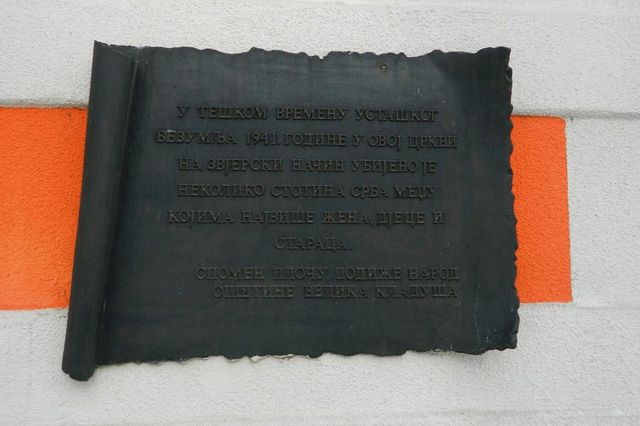 У ТЕШКОМ ВРЕМЕНУ УСТАШКОГ
БЕЗУМЉА 1941. ГОДИНЕ У ОВОЈ ЦРКВИ
НА ЗВЈЕРСКИ НАЧИН УБИЈЕНО ЈЕ
НЕКОЛИКО СТОТИНА СРБА МЕЏУ
КОЈИМА НАЈВИШЕ ЖЕНА, ДЈЕЦЕ И
СТАРАЦА.
СПОМЕН ПЛОЧУ ПОДИЖЕ НАРОД
ОПШТИНЕ ВЕЛИКА КЛАДУША